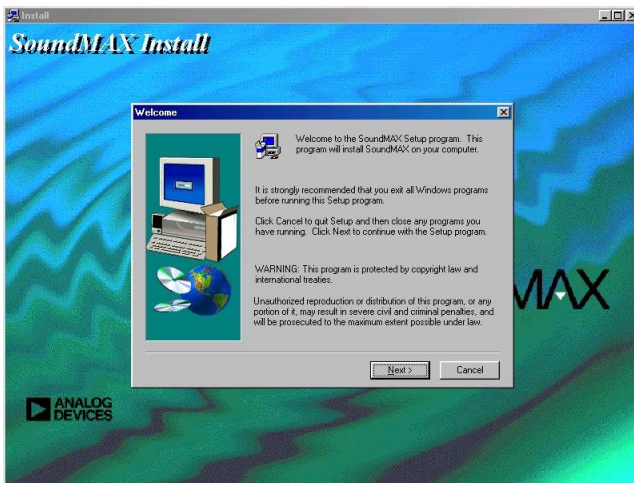 Install
SoundMAX Install
Welcome
Welcome to the SoundMAX Setup program. This
program will install SoundMAX on your computer.
It is strongly recommended that you exit all Windows programs
before running this Setup program.
Click Cancel to quit Setup and then close any programs you
have running. Click Next to continue with the Setup program.
WARNING: This program is protected by copyright law and
international treaties.
Unauthorized reproduction or distribution of this program, or any
portion of it, may result in severe civil and criminal penalties, and
will be prosecuted to the maximum extent possible under law.
MAX
Next >
Cancel
ANALOG
DEVICES